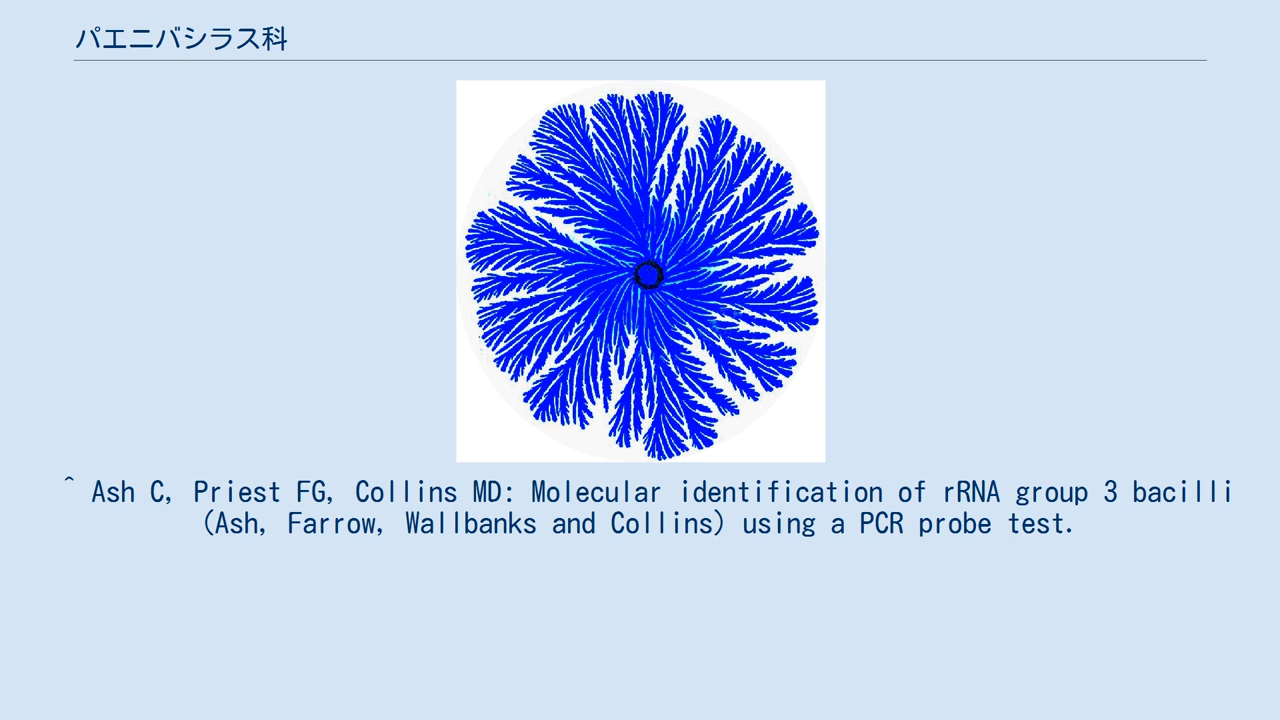 パエニバシラス科
^ Ash C, Priest FG, Collins MD: Molecular identification of rRNA group 3 bacilli
(Ash, Farrow, Wallbanks and Collins) using a PCR probe test.